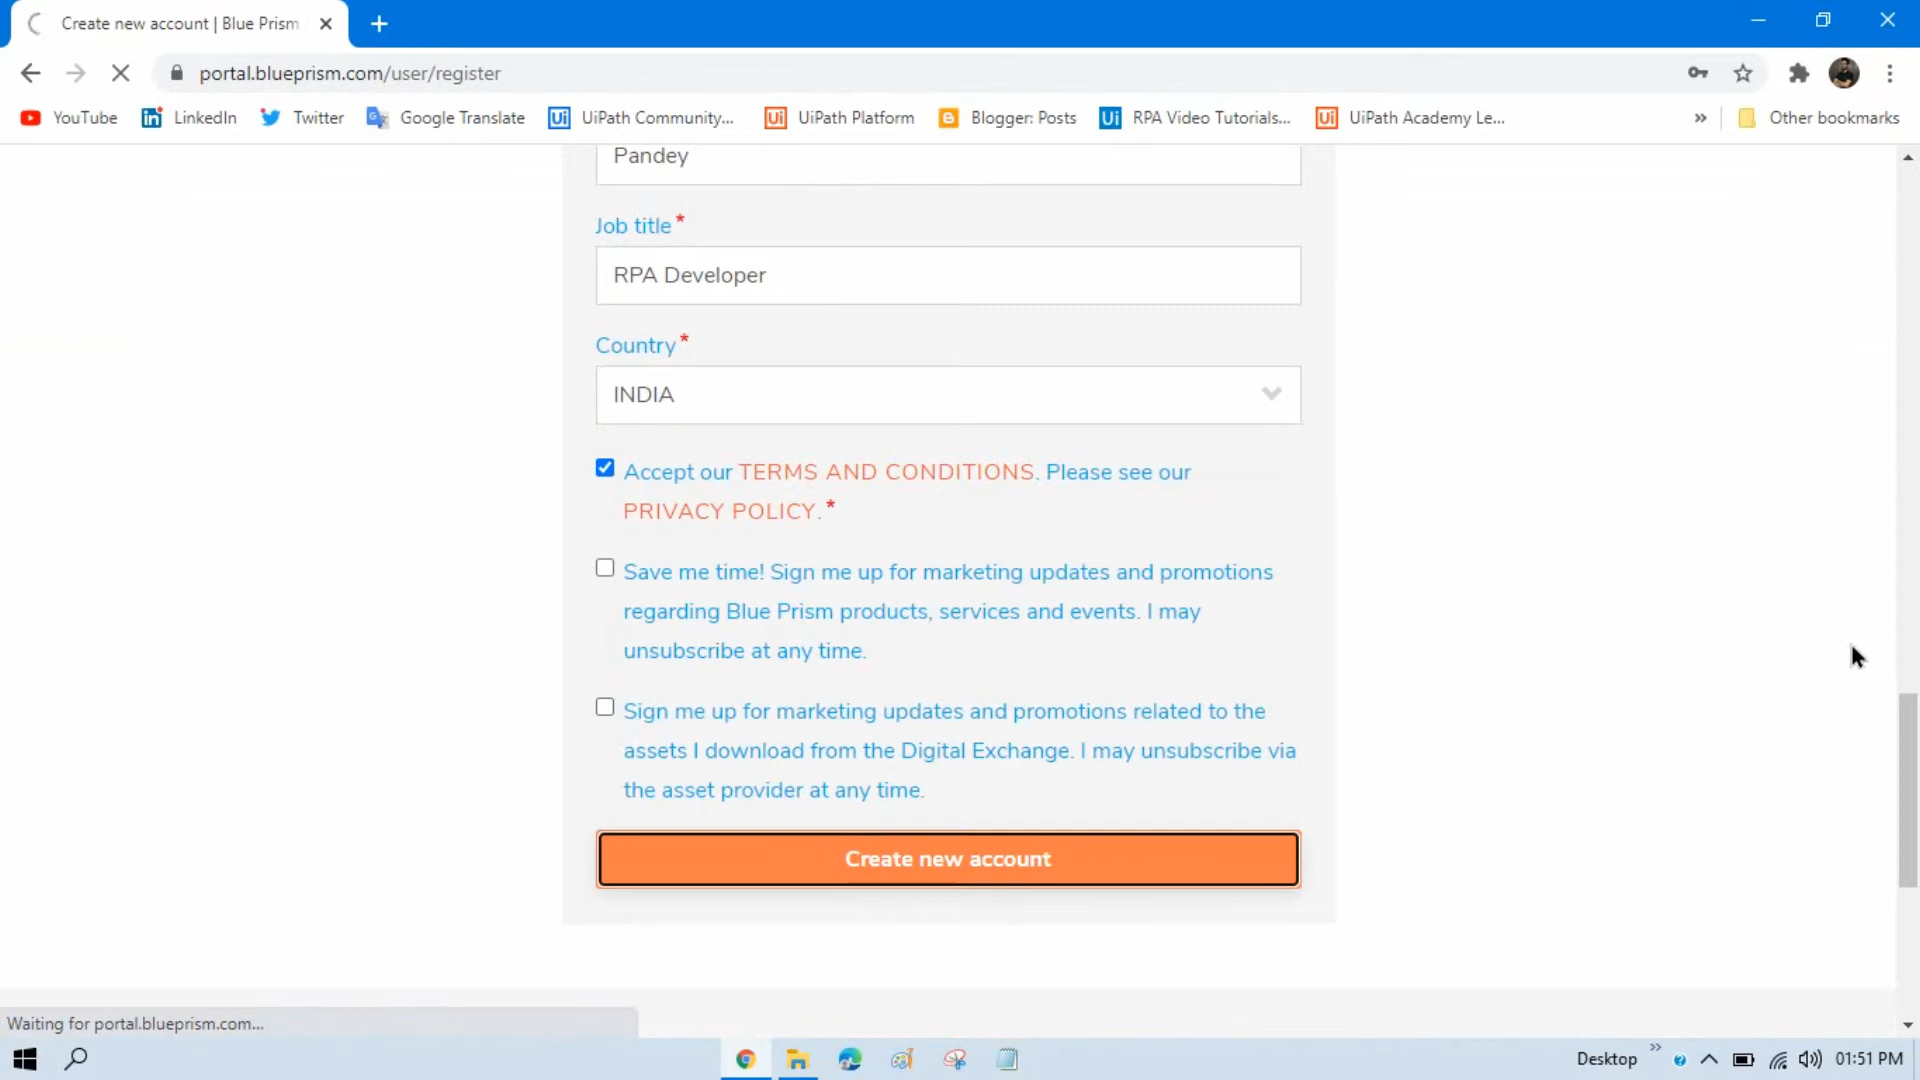 Create new account | Blue Prism
portal.blueprism.com/user/register
YouTube LinkedIn Twitter Google Translate UiPath Community... UiPath Platform Blogger: Posts RPA Video Tutorials... UiPath Academy Le... » Other bookmarks
Pandey
Job title*
RPA Developer
Country*
INDIA
Accept our TERMS AND CONDITIONS. Please see our
PRIVACY POLICY.*
Save me time! Sign me up for marketing updates and promotions
regarding Blue Prism products, services and events. I may
unsubscribe at any time.
Sign me up for marketing updates and promotions related to the
assets I download from the Digital Exchange. I may unsubscribe via
the asset provider at any time.
Create new account
Waiting for portal.blueprism.com...
Desktop » 01:51 PM